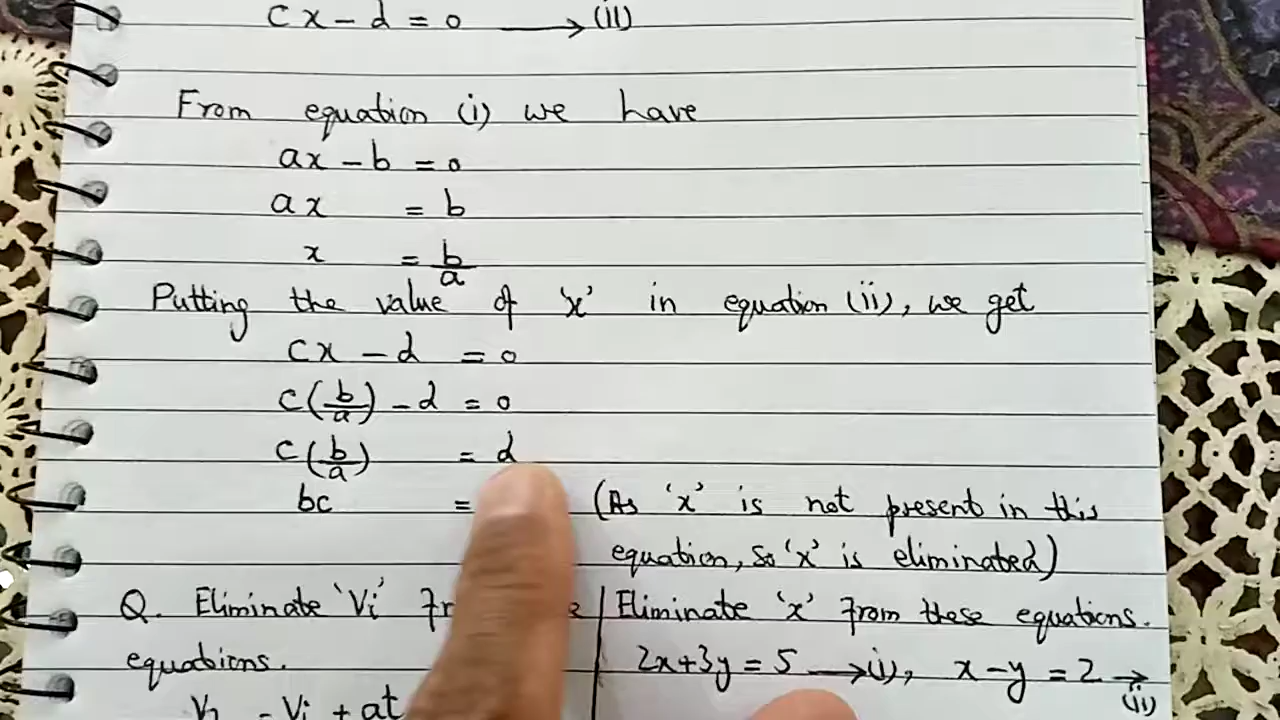 cx - d = 0 → (ii)
From equation (i) we have
ax - b = 0
ax = b
x = b/a
Putting the value of 'x' in equation (ii), we get
cx - d = 0
c(b/a) - d = 0
c(b/a) = d
bc = (As 'x' is not present in this
equation, so 'x' is eliminated)
Q. Eliminate 'Vi'
equations.
Eliminate 'x' from these equations.
2x+3y = 5 → (i), x - y = 2 → (ii)
= Vi + at